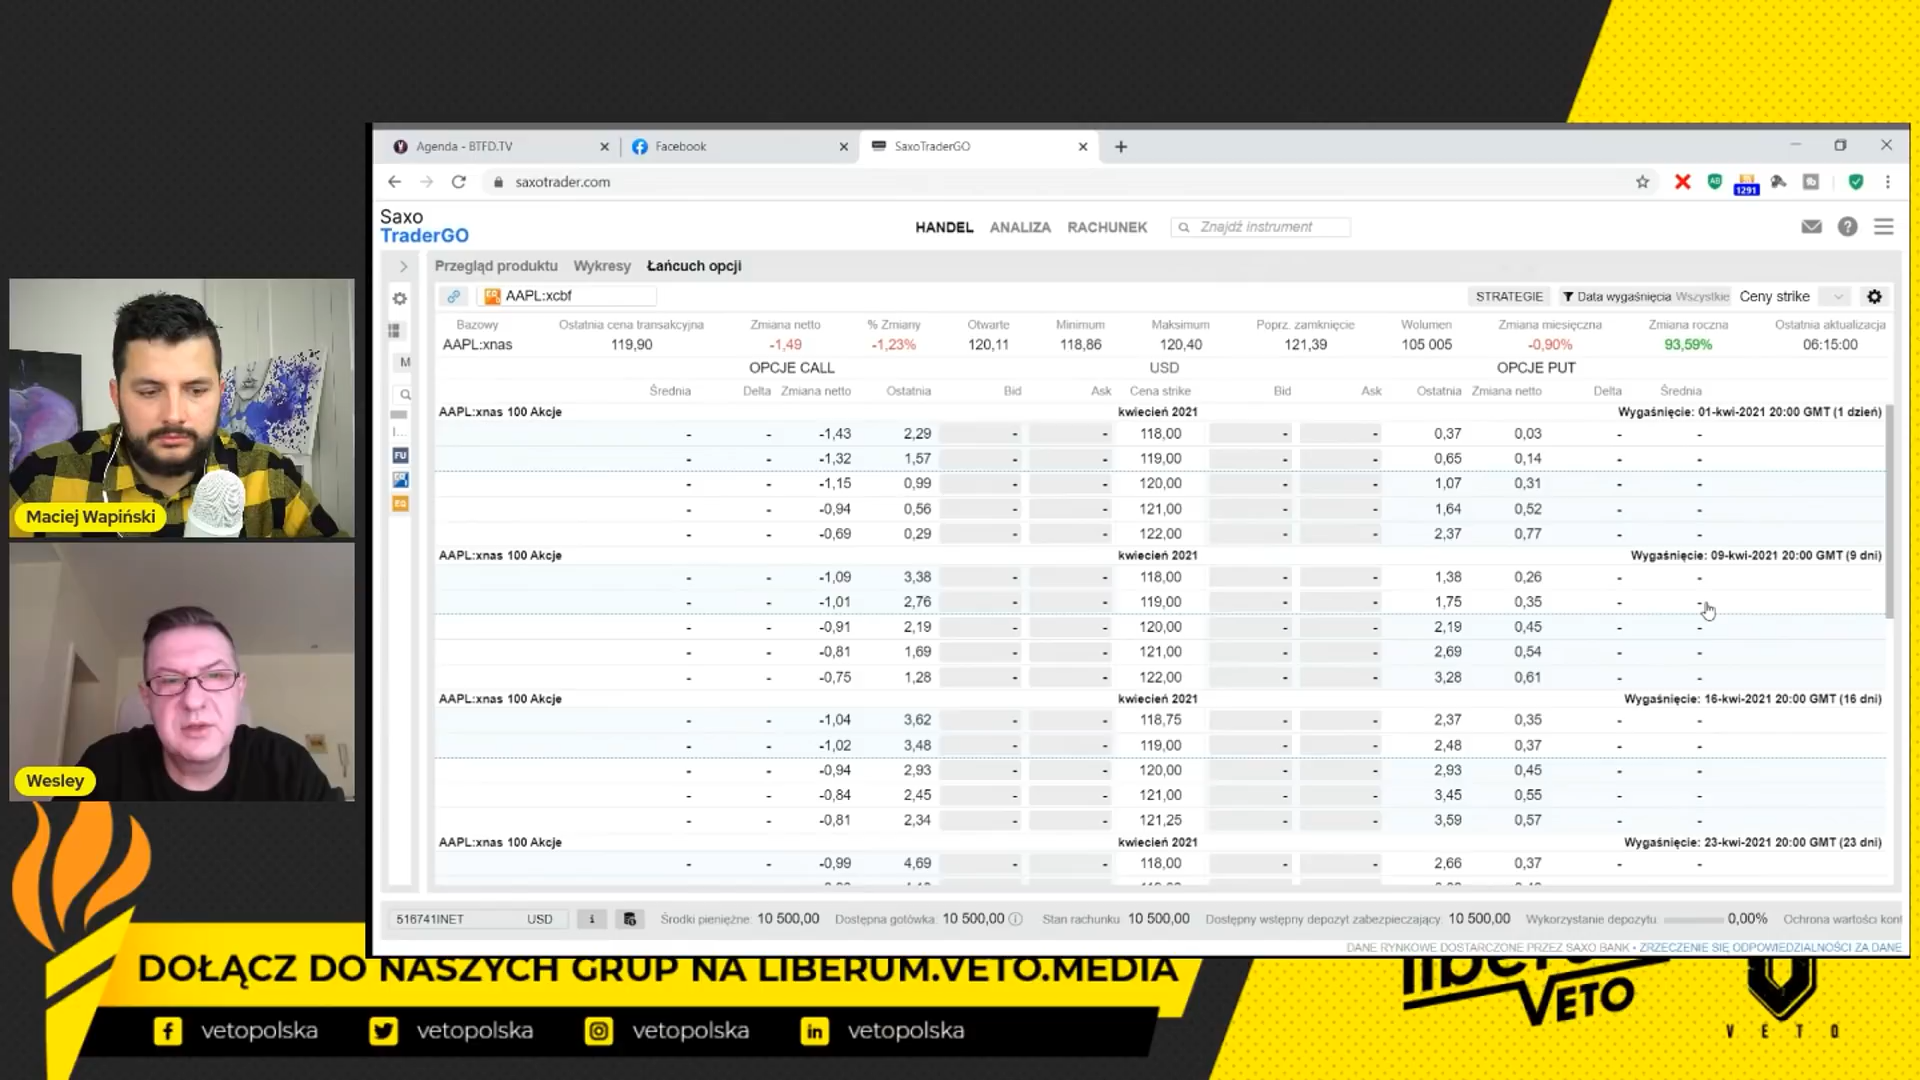 Agenda - BTFD.TV
Facebook
SaxoTraderGO
saxotrader.com
1291
Saxo
TraderGO
HANDEL ANALIZA RACHUNEK Znajdź instrument
Przegląd produktu Wykresy Łańcuch opcji
AAPL:xcbf
STRATEGIE Data wygaśnięcia Wszystkie Ceny strike
Bazowy Ostatnia cena transakcyjna Zmiana netto % Zmiany Otwarte Minimum Maksimum Poprz. zamknięcie Wolumen Zmiana miesięczna Zmiana roczna Ostatnia aktualizacja
AAPL:xnas 119,90 -1,49 -1,23% 120,11 118,86 120,40 121,39 105 005 -0,90% 93,59% 06:15:00
OPCJE CALL USD OPCJE PUT
Średnia Delta Zmiana netto Ostatnia Bid Ask Cena strike Bid Ask Ostatnia Zmiana netto Delta Średnia
AAPL:xnas 100 Akcje kwiecień 2021 Wygaśnięcie: 01-kwi-2021 20:00 GMT (1 dzień)
- - -1,43 2,29 - - 118,00 - - 0,37 0,03 - -
- - -1,32 1,57 - - 119,00 - - 0,65 0,14 - -
- - -1,15 0,99 - - 120,00 - - 1,07 0,31 - -
- - -0,94 0,56 - - 121,00 - - 1,64 0,52 - -
- - -0,69 0,29 - - 122,00 - - 2,37 0,77 - -
AAPL:xnas 100 Akcje kwiecień 2021 Wygaśnięcie: 09-kwi-2021 20:00 GMT (9 dni)
- - -1,09 3,38 - - 118,00 - - 1,38 0,26 - -
- - -1,01 2,76 - - 119,00 - - 1,75 0,35 - -
- - -0,91 2,19 - - 120,00 - - 2,19 0,45 - -
- - -0,81 1,69 - - 121,00 - - 2,69 0,54 - -
- - -0,75 1,28 - - 122,00 - - 3,28 0,61 - -
AAPL:xnas 100 Akcje kwiecień 2021 Wygaśnięcie: 16-kwi-2021 20:00 GMT (16 dni)
- - -1,04 3,62 - - 118,75 - - 2,37 0,35 - -
- - -1,02 3,48 - - 119,00 - - 2,48 0,37 - -
- - -0,94 2,93 - - 120,00 - - 2,93 0,45 - -
- - -0,84 2,45 - - 121,00 - - 3,45 0,55 - -
- - -0,81 2,34 - - 121,25 - - 3,59 0,57 - -
AAPL:xnas 100 Akcje kwiecień 2021 Wygaśnięcie: 23-kwi-2021 20:00 GMT (23 dni)
- - -0,99 4,69 - - 118,00 - - 2,66 0,37 - -
M
FU
EQ
516741INET USD Środki pieniężne: 10 500,00 Dostępna gotówka: 10 500,00 Stan rachunku 10 500,00 Dostępny wstępny depozyt zabezpieczający: 10 500,00 Wykorzystanie depozytu: 0,00% Ochrona wartości
DANE RYNKOWE DOSTARCZONE PRZEZ SAXO BANK • ZRZECZENIE SIĘ ODPOWIEDZIALNOŚCI ZA DANE
Maciej Wapiński
Wesley
DOŁĄCZ DO NASZYCH GRUP NA LIBERUM.VETO.MEDIA
vetopolska vetopolska vetopolska vetopolska
VETO
VETO